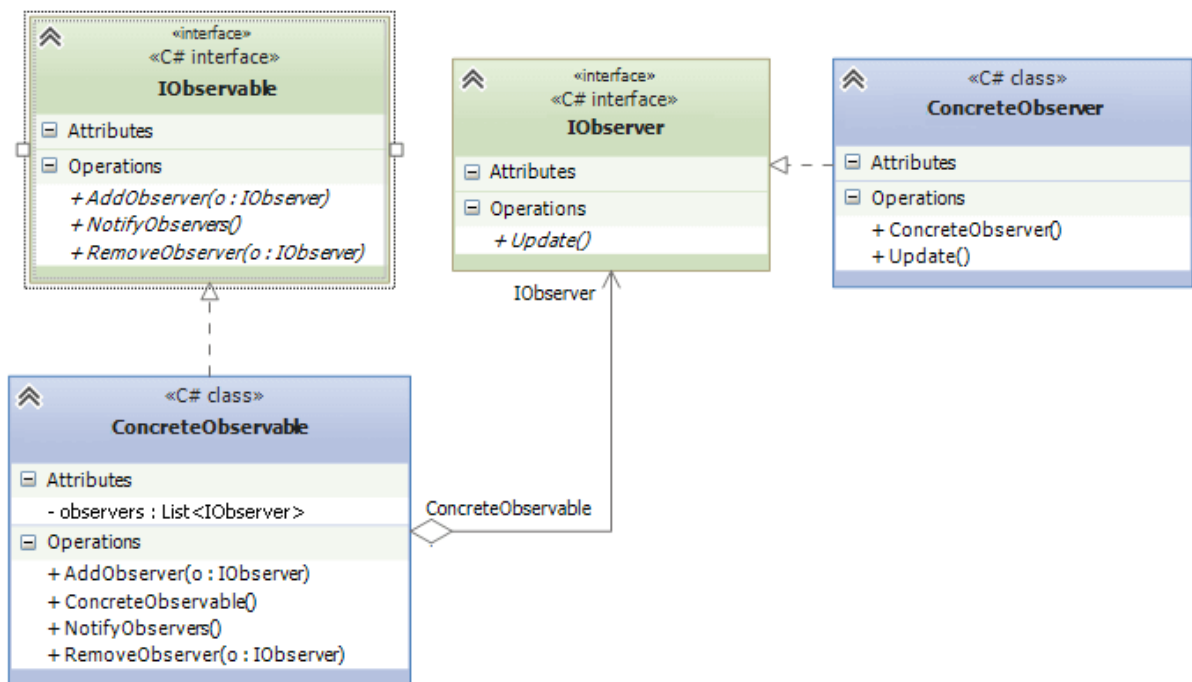 «interface»
«C# interface»
IObservable
Attributes
Operations
+ AddObserver(o : IObserver)
+ NotifyObservers()
+ RemoveObserver(o : IObserver)
«interface»
«C# interface»
IObserver
Attributes
Operations
+ Update()
«C# class»
ConcreteObserver
Attributes
Operations
+ ConcreteObserver()
+ Update()
IObserver
«C# class»
ConcreteObservable
Attributes
- observers : List<IObserver>
Operations
+ AddObserver(o : IObserver)
+ ConcreteObservable()
+ NotifyObservers()
+ RemoveObserver(o : IObserver)
ConcreteObservable